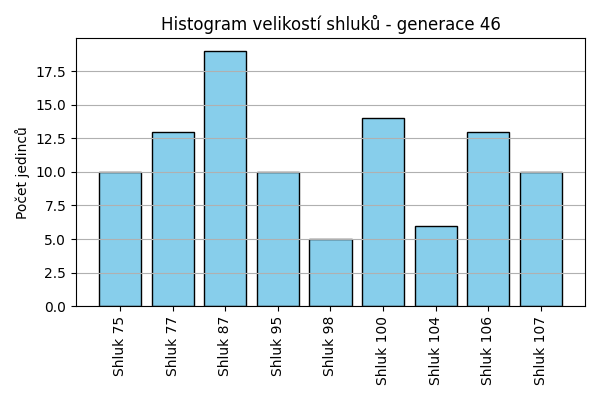 Histogram velikostí shluků - generace 46
Počet jedinců
17.5
15.0
12.5
10.0
7.5
5.0
2.5
0.0
Shluk 75
Shluk 77
Shluk 87
Shluk 95
Shluk 98
Shluk 100
Shluk 104
Shluk 106
Shluk 107